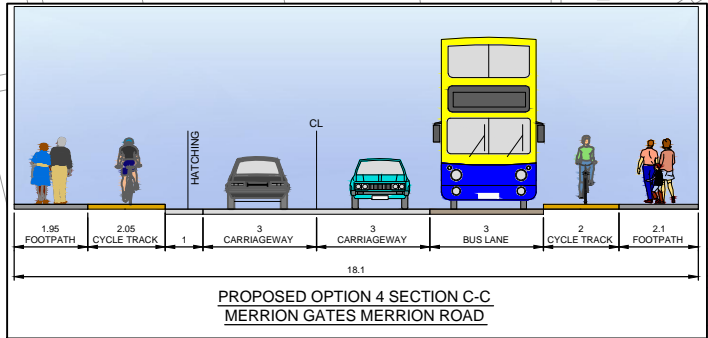 HATCHING
CL
1.95
FOOTPATH
2.05
CYCLE TRACK
1
3
CARRIAGEWAY
3
CARRIAGEWAY
3
BUS LANE
2
CYCLE TRACK
2.1
FOOTPATH
18.1
PROPOSED OPTION 4 SECTION C-C
MERRION GATES MERRION ROAD